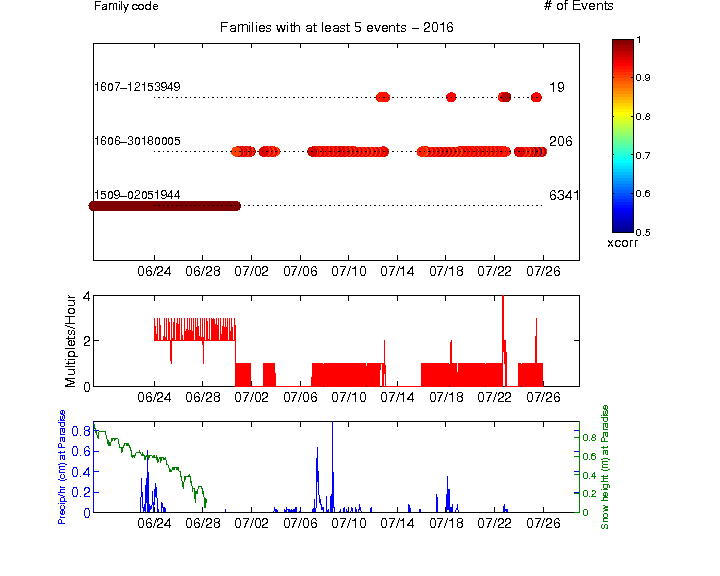 Family code
# of Events
Families with at least 5 events – 2016
1607–12153949
19
1606–30180005
206
1509–02051944
6341
1
0.9
0.8
0.7
0.6
0.5
xcorr
06/24 06/28 07/02 07/06 07/10 07/14 07/18 07/22 07/26
Multiplets/Hour
4
2
0
06/24 06/28 07/02 07/06 07/10 07/14 07/18 07/22 07/26
Precip/hr (cm) at Paradise
0.8
0.6
0.4
0.2
0
0.8
0.6
0.4
0.2
0
Snow height (m) at Paradise
06/24 06/28 07/02 07/06 07/10 07/14 07/18 07/22 07/26